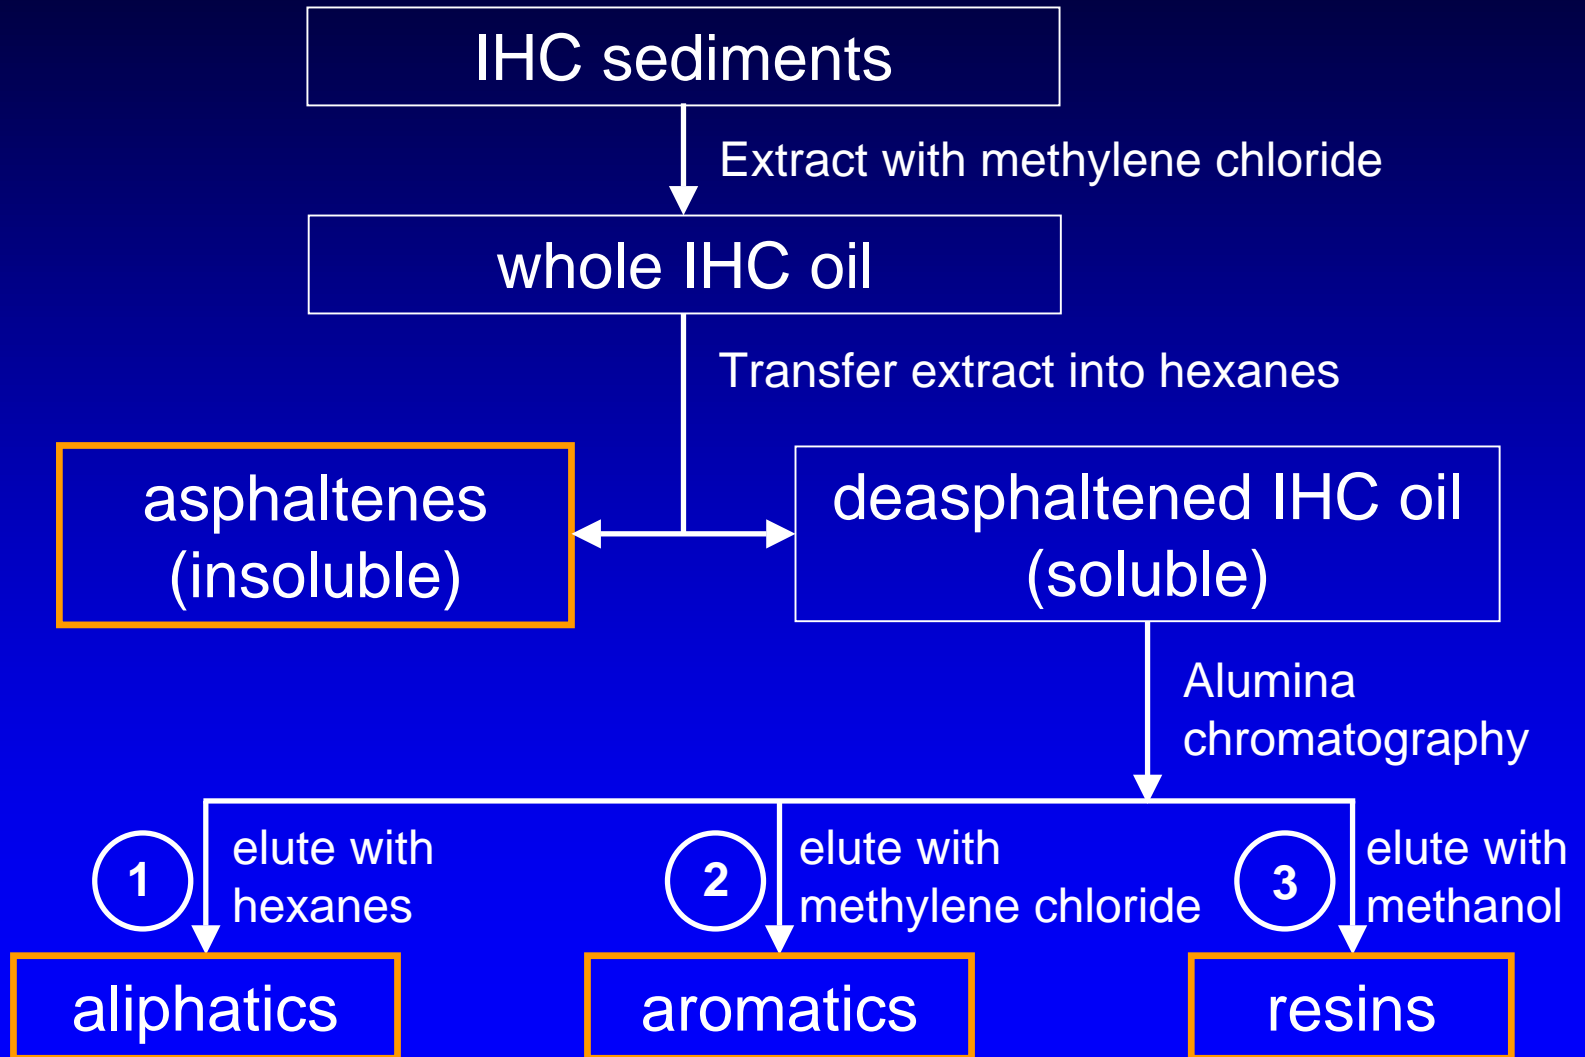 IHC sediments
Extract with methylene chloride
whole IHC oil
Transfer extract into hexanes
asphaltenes
(insoluble)
deasphaltened IHC oil
(soluble)
Alumina
chromatography
1
elute with
hexanes
2
elute with
methylene chloride
3
elute with
methanol
aliphatics
aromatics
resins